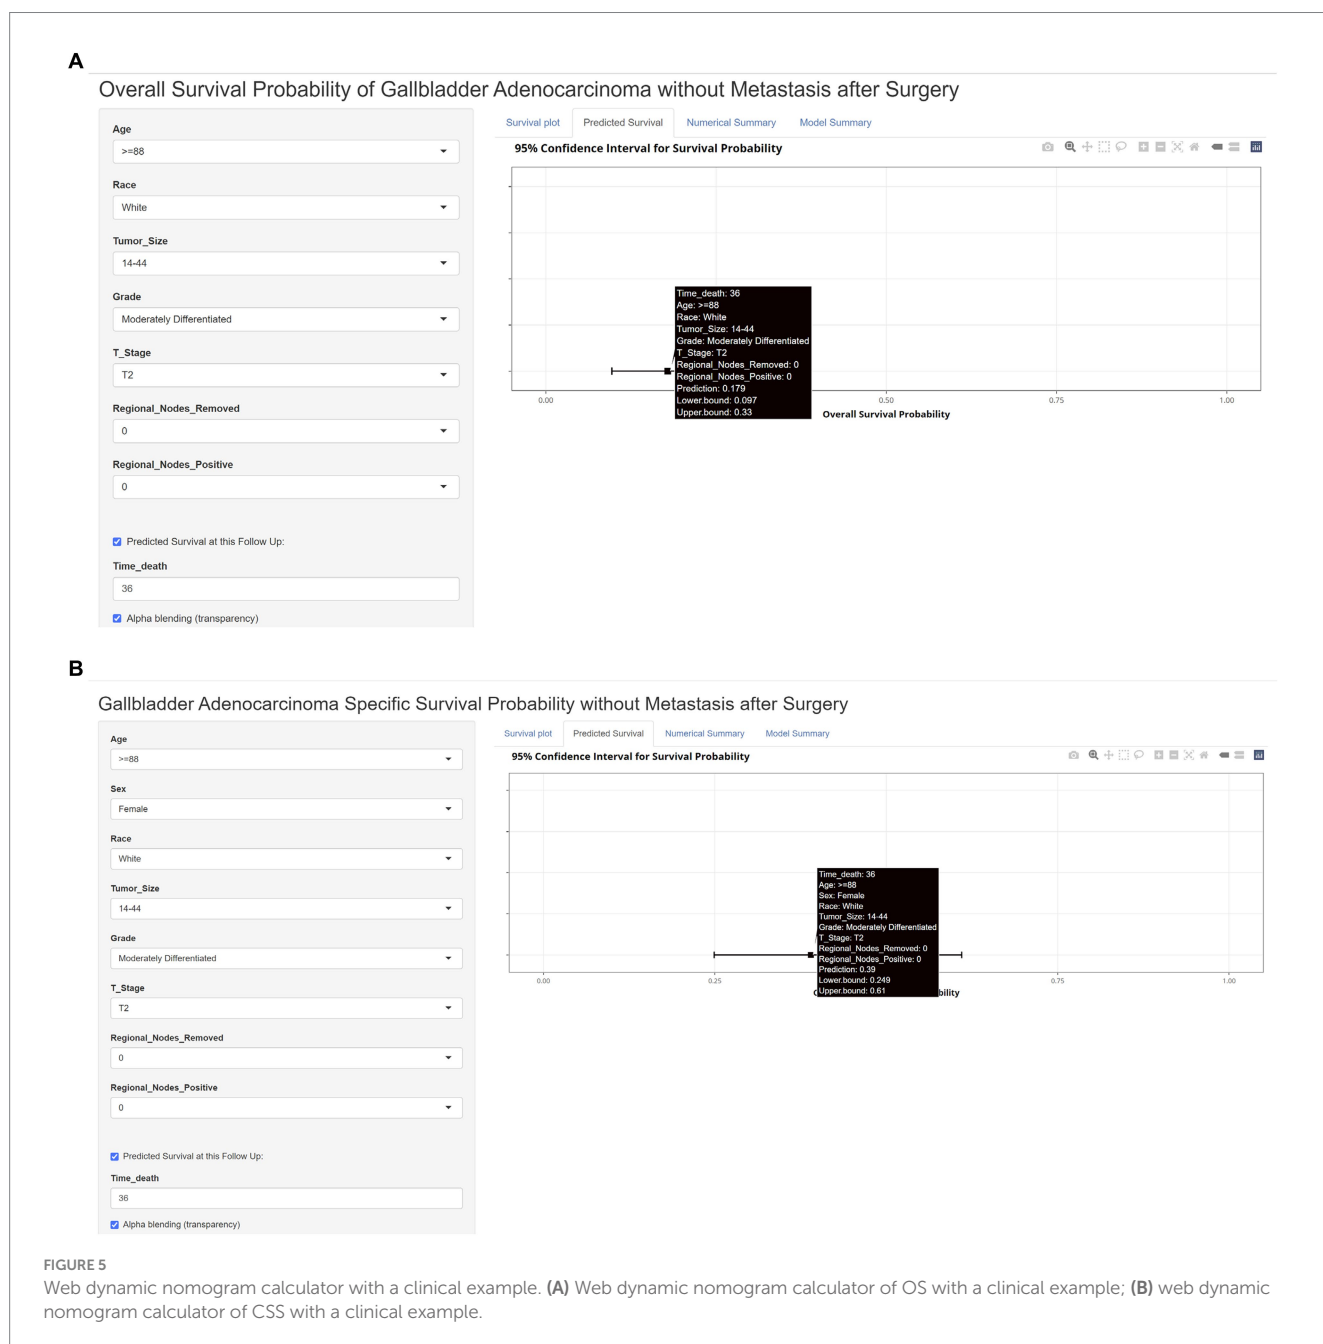 A
Overall Survival Probability of Gallbladder Adenocarcinoma without Metastasis after Surgery
Age
>=88
Race
White
Tumor_Size
14-44
Grade
Moderately Differentiated
T_Stage
T2
Regional_Nodes_Removed
0
Regional_Nodes_Positive
0
Predicted Survival at this Follow Up:
Time_death
36
Alpha blending (transparency)
Survival plot Predicted Survival Numerical Summary Model Summary
95% Confidence Interval for Survival Probability
Time_death: 36
Age: >=88
Race: White
Tumor_Size: 14-44
Grade: Moderately Differentiated
T_Stage: T2
Regional_Nodes_Removed: 0
Regional_Nodes_Positive: 0
Prediction: 0.179
Lower.bound: 0.097
Upper.bound: 0.33
0.00 0.50 0.75 1.00
Overall Survival Probability
B
Gallbladder Adenocarcinoma Specific Survival Probability without Metastasis after Surgery
Age
>=88
Sex
Female
Race
White
Tumor_Size
14-44
Grade
Moderately Differentiated
T_Stage
T2
Regional_Nodes_Removed
0
Regional_Nodes_Positive
0
Predicted Survival at this Follow Up:
Time_death
36
Alpha blending (transparency)
Survival plot Predicted Survival Numerical Summary Model Summary
95% Confidence Interval for Survival Probability
Time_death: 36
Age: >=88
Sex: Female
Race: White
Tumor_Size: 14-44
Grade: Moderately Differentiated
T_Stage: T2
Regional_Nodes_Removed: 0
Regional_Nodes_Positive: 0
Prediction: 0.39
Lower.bound: 0.249
Upper.bound: 0.61
0.00 0.25 0.75 1.00
bility
FIGURE 5
Web dynamic nomogram calculator with a clinical example. (A) Web dynamic nomogram calculator of OS with a clinical example; (B) web dynamic
nomogram calculator of CSS with a clinical example.